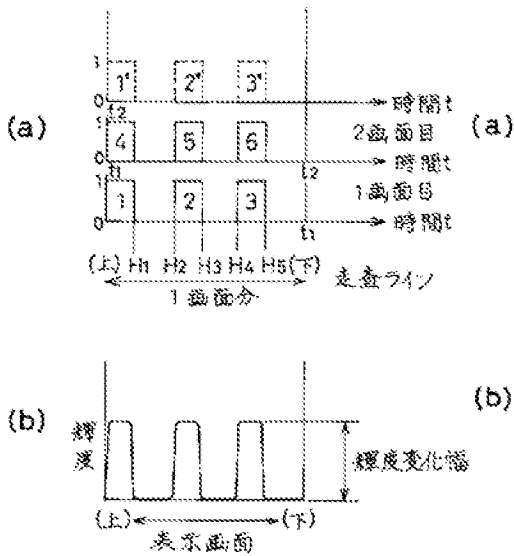 1
1* 2* 3*
0
t2
時間t
(a)
1
4 5 6
2画面目
(a)
0
t1
t2
時間t
1
1 2 3
1画面目
0
t1
時間t
(上) H1 H2 H3 H4 H5 (下)
走査ライン
1画面分
(b)
輝度
輝度変化幅
(b)
(上) (下)
表示画面